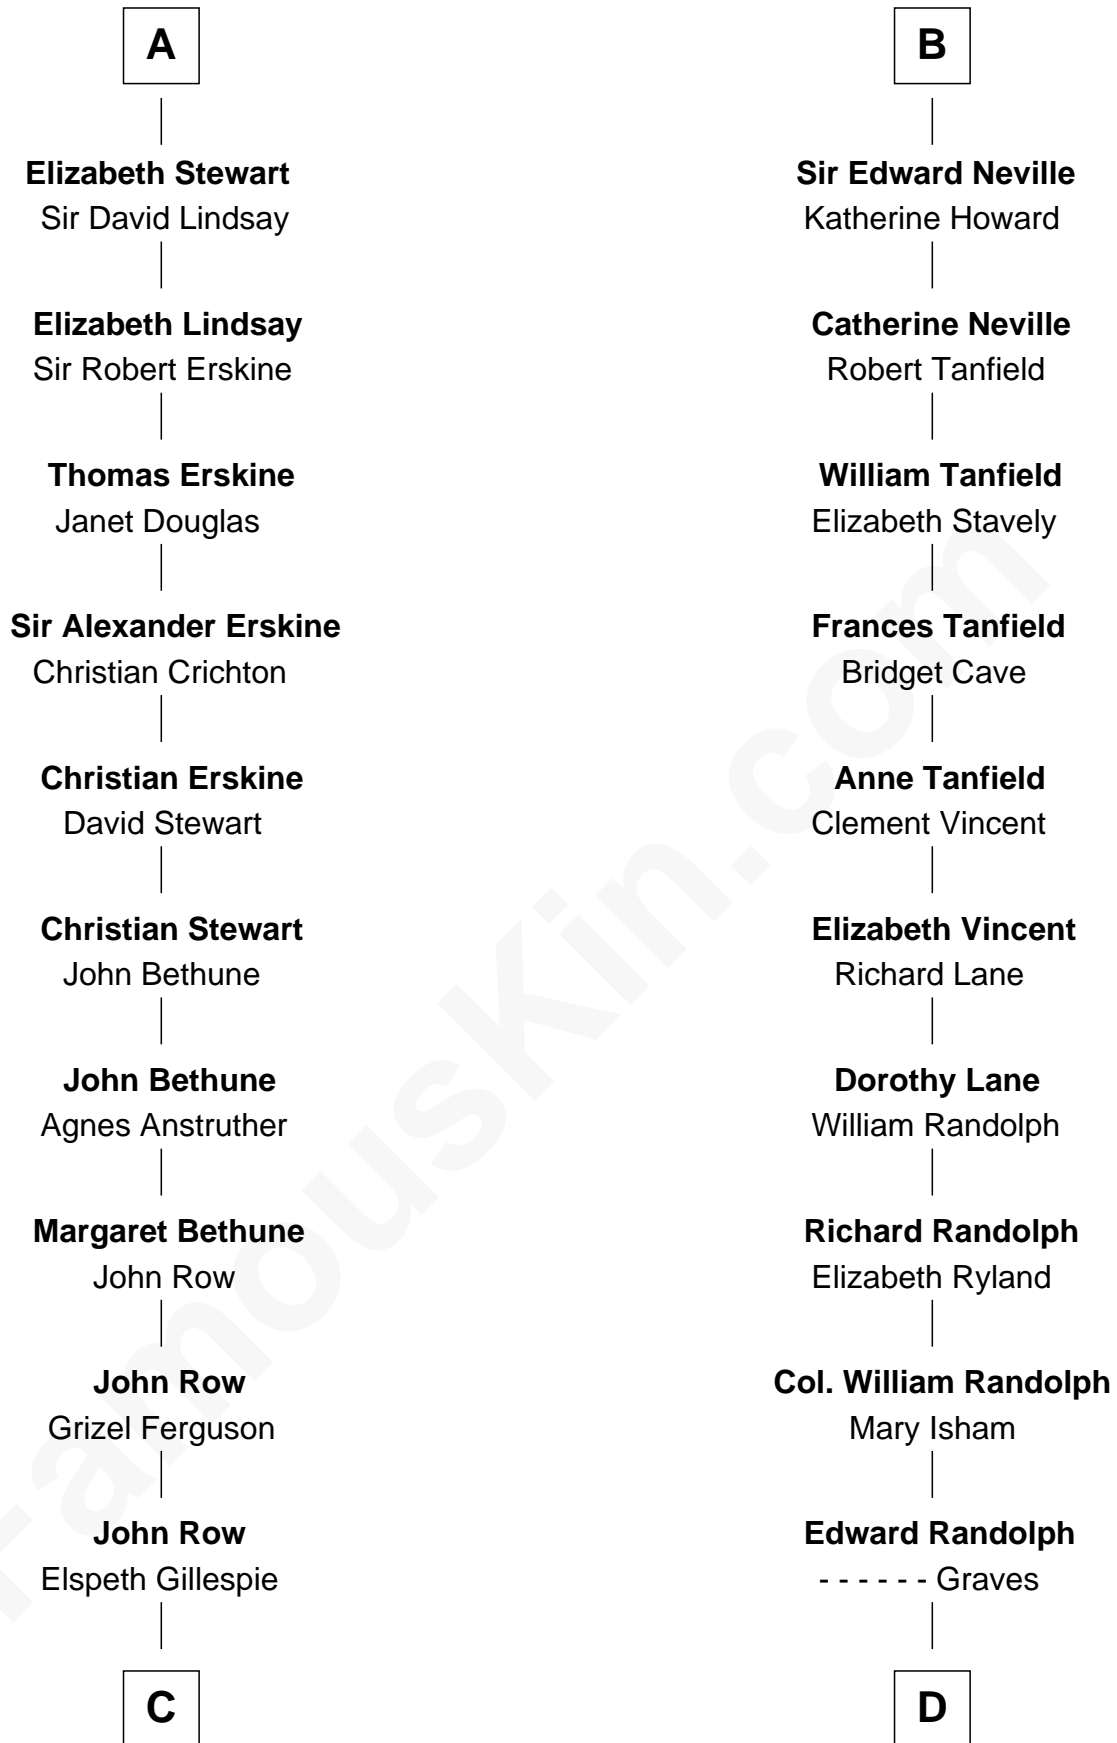 A
Elizabeth Stewart
Sir David Lindsay
Elizabeth Lindsay
Sir Robert Erskine
Thomas Erskine
Janet Douglas
Sir Alexander Erskine
Christian Crichton
Christian Erskine
David Stewart
Christian Stewart
John Bethune
John Bethune
Agnes Anstruther
Margaret Bethune
John Row
John Row
Grizel Ferguson
John Row
Elspeth Gillespie
C
B
Sir Edward Neville
Katherine Howard
Catherine Neville
Robert Tanfield
William Tanfield
Elizabeth Stavely
Frances Tanfield
Bridget Cave
Anne Tanfield
Clement Vincent
Elizabeth Vincent
Richard Lane
Dorothy Lane
William Randolph
Richard Randolph
Elizabeth Ryland
Col. William Randolph
Mary Isham
Edward Randolph
- - - - - - Graves
D
FamousKin.com